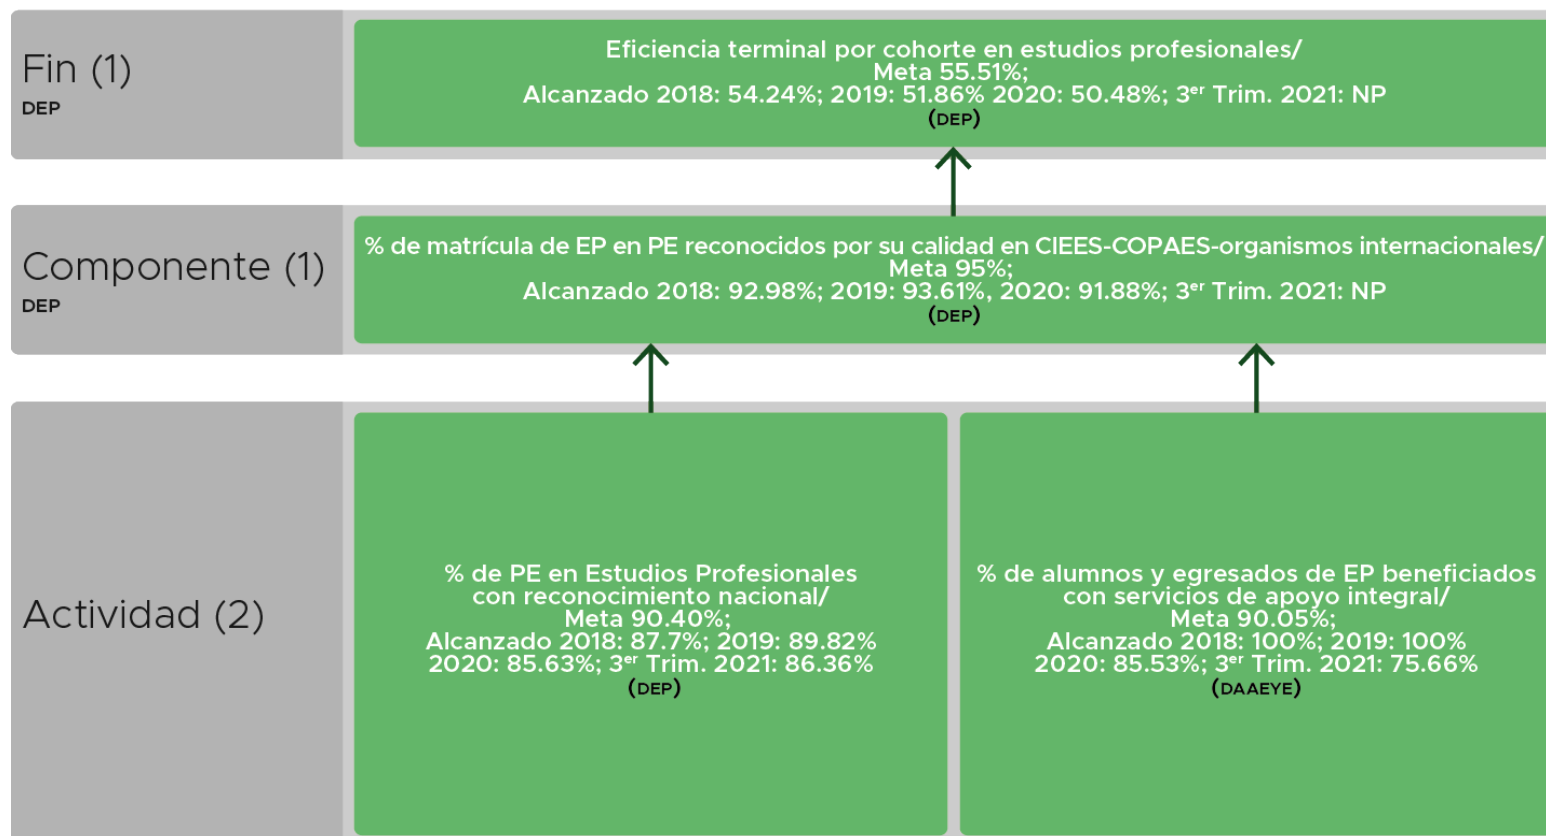 Fin (1)
DEP
Eficiencia terminal por cohorte en estudios profesionales/
Meta 55.51%;
Alcanzado 2018: 54.24%; 2019: 51.86% 2020: 50.48%; 3er Trim. 2021: NP
(DEP)
Componente (1)
DEP
% de matrícula de EP en PE reconocidos por su calidad en CIEES-COPAES-organismos internacionales/
Meta 95%;
Alcanzado 2018: 92.98%; 2019: 93.61%, 2020: 91.88%; 3er Trim. 2021: NP
(DEP)
Actividad (2)
% de PE en Estudios Profesionales
con reconocimiento nacional/
Meta 90.40%;
Alcanzado 2018: 87.7%; 2019: 89.82%
2020: 85.63%; 3er Trim. 2021: 86.36%
(DEP)
% de alumnos y egresados de EP beneficiados
con servicios de apoyo integral/
Meta 90.05%;
Alcanzado 2018: 100%; 2019: 100%
2020: 85.53%; 3er Trim. 2021: 75.66%
(DAAEYE)